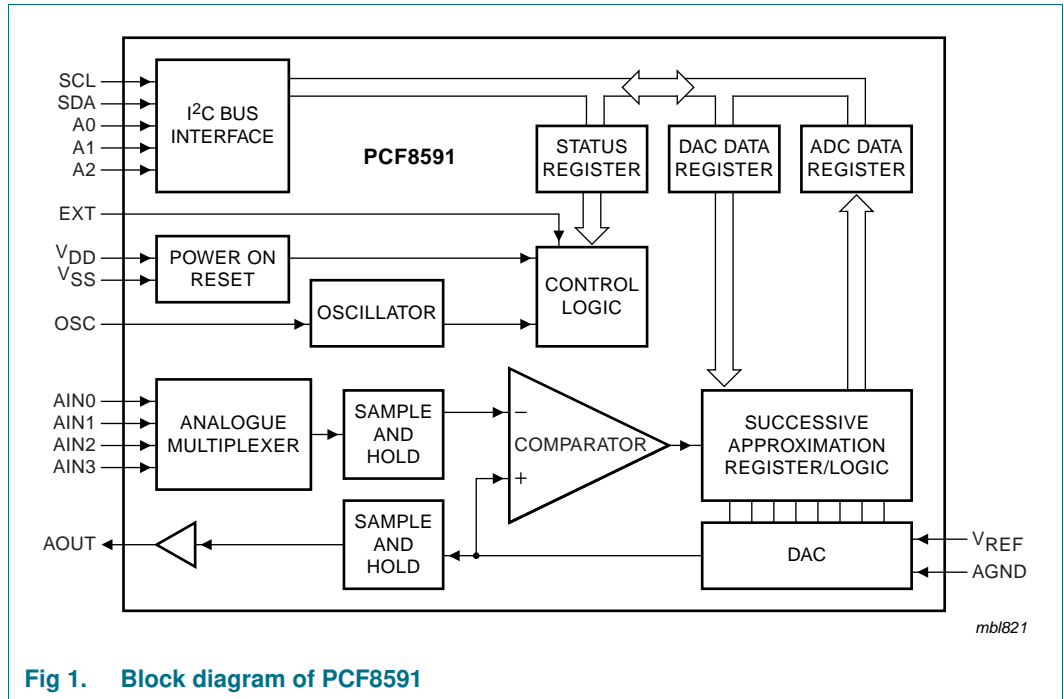 SCL
SDA
A0
A1
A2
I2C BUS
INTERFACE
PCF8591
STATUS
REGISTER
DAC DATA
REGISTER
ADC DATA
REGISTER
EXT
VDD
VSS
POWER ON
RESET
OSC
OSCILLATOR
CONTROL
LOGIC
AIN0
AIN1
AIN2
AIN3
ANALOGUE
MULTIPLEXER
SAMPLE
AND
HOLD
−
COMPARATOR
+
SUCCESSIVE
APPROXIMATION
REGISTER/LOGIC
AOUT
SAMPLE
AND
HOLD
DAC
VREF
AGND
mbl821
Fig 1. Block diagram of PCF8591